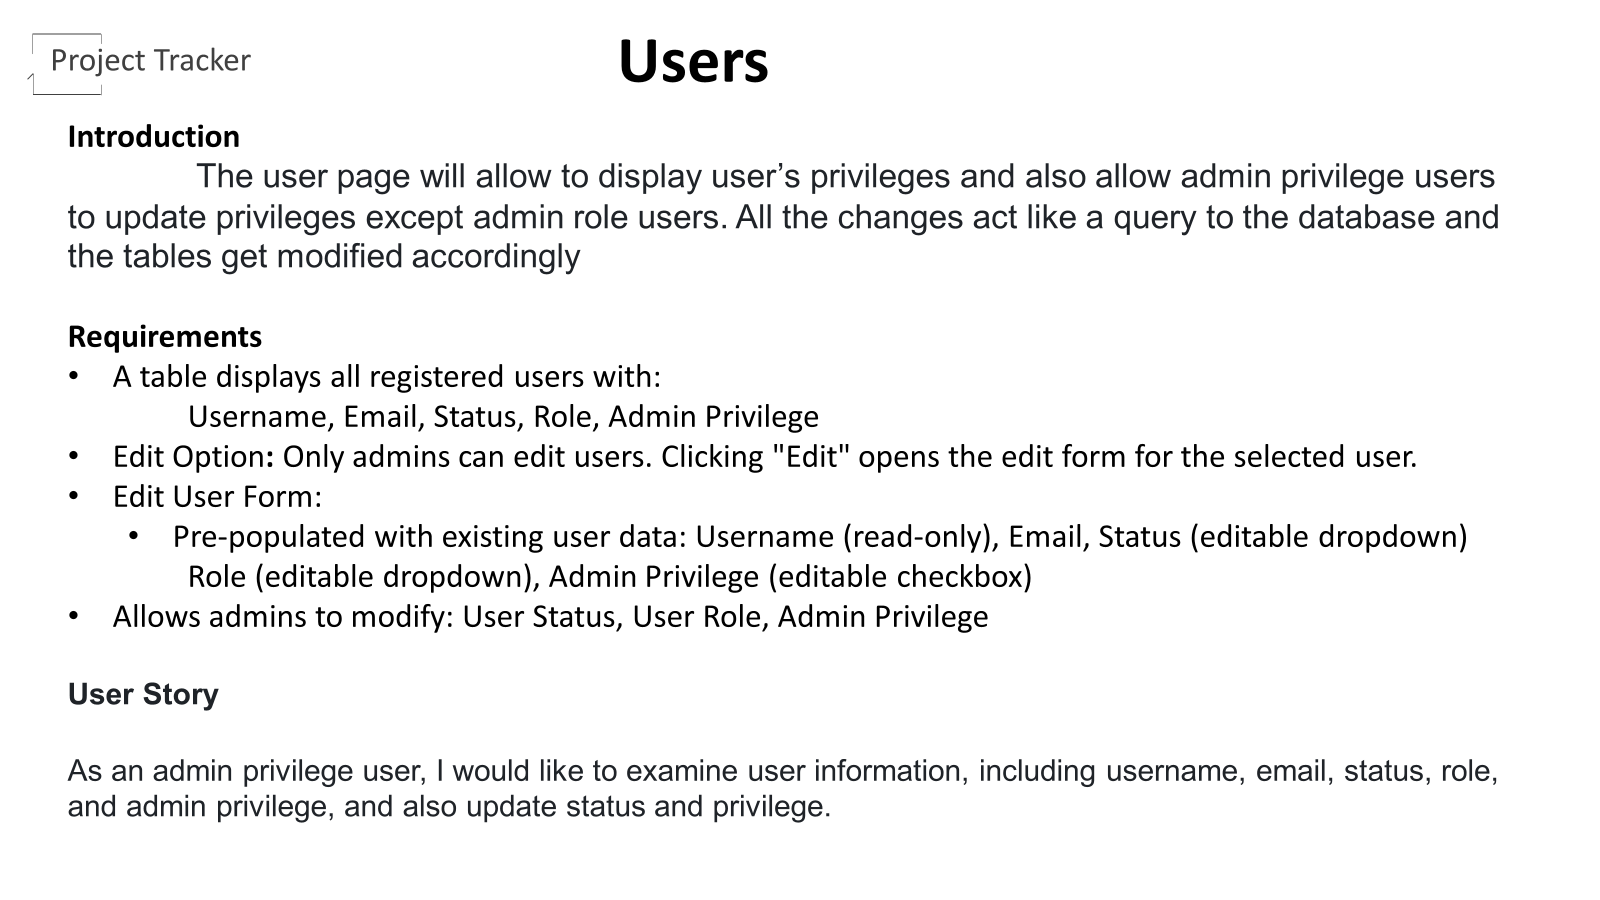 Project Tracker
Users
Introduction
The user page will allow to display user’s privileges and also allow admin privilege users
to update privileges except admin role users. All the changes act like a query to the database and
the tables get modified accordingly
Requirements
• A table displays all registered users with:
Username, Email, Status, Role, Admin Privilege
• Edit Option: Only admins can edit users. Clicking "Edit" opens the edit form for the selected user.
• Edit User Form:
• Pre-populated with existing user data: Username (read-only), Email, Status (editable dropdown)
Role (editable dropdown), Admin Privilege (editable checkbox)
• Allows admins to modify: User Status, User Role, Admin Privilege
User Story
As an admin privilege user, I would like to examine user information, including username, email, status, role,
and admin privilege, and also update status and privilege.